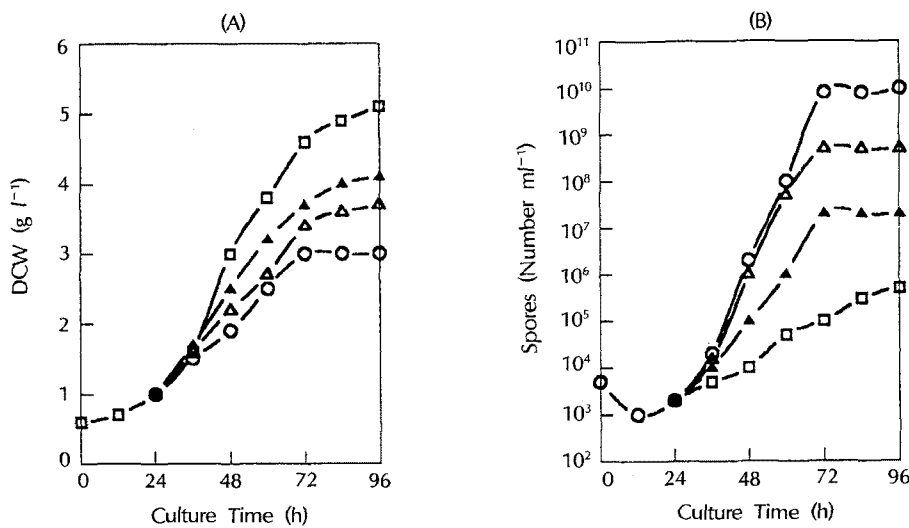 (A)
DCW (g l⁻¹)
6
5
4
3
2
1
0
0 24 48 72 96
Culture Time (h)
(B)
Spores (Number ml⁻¹)
10¹¹
10¹⁰
10⁹
10⁸
10⁷
10⁶
10⁵
10⁴
10³
10²
0 24 48 72 96
Culture Time (h)